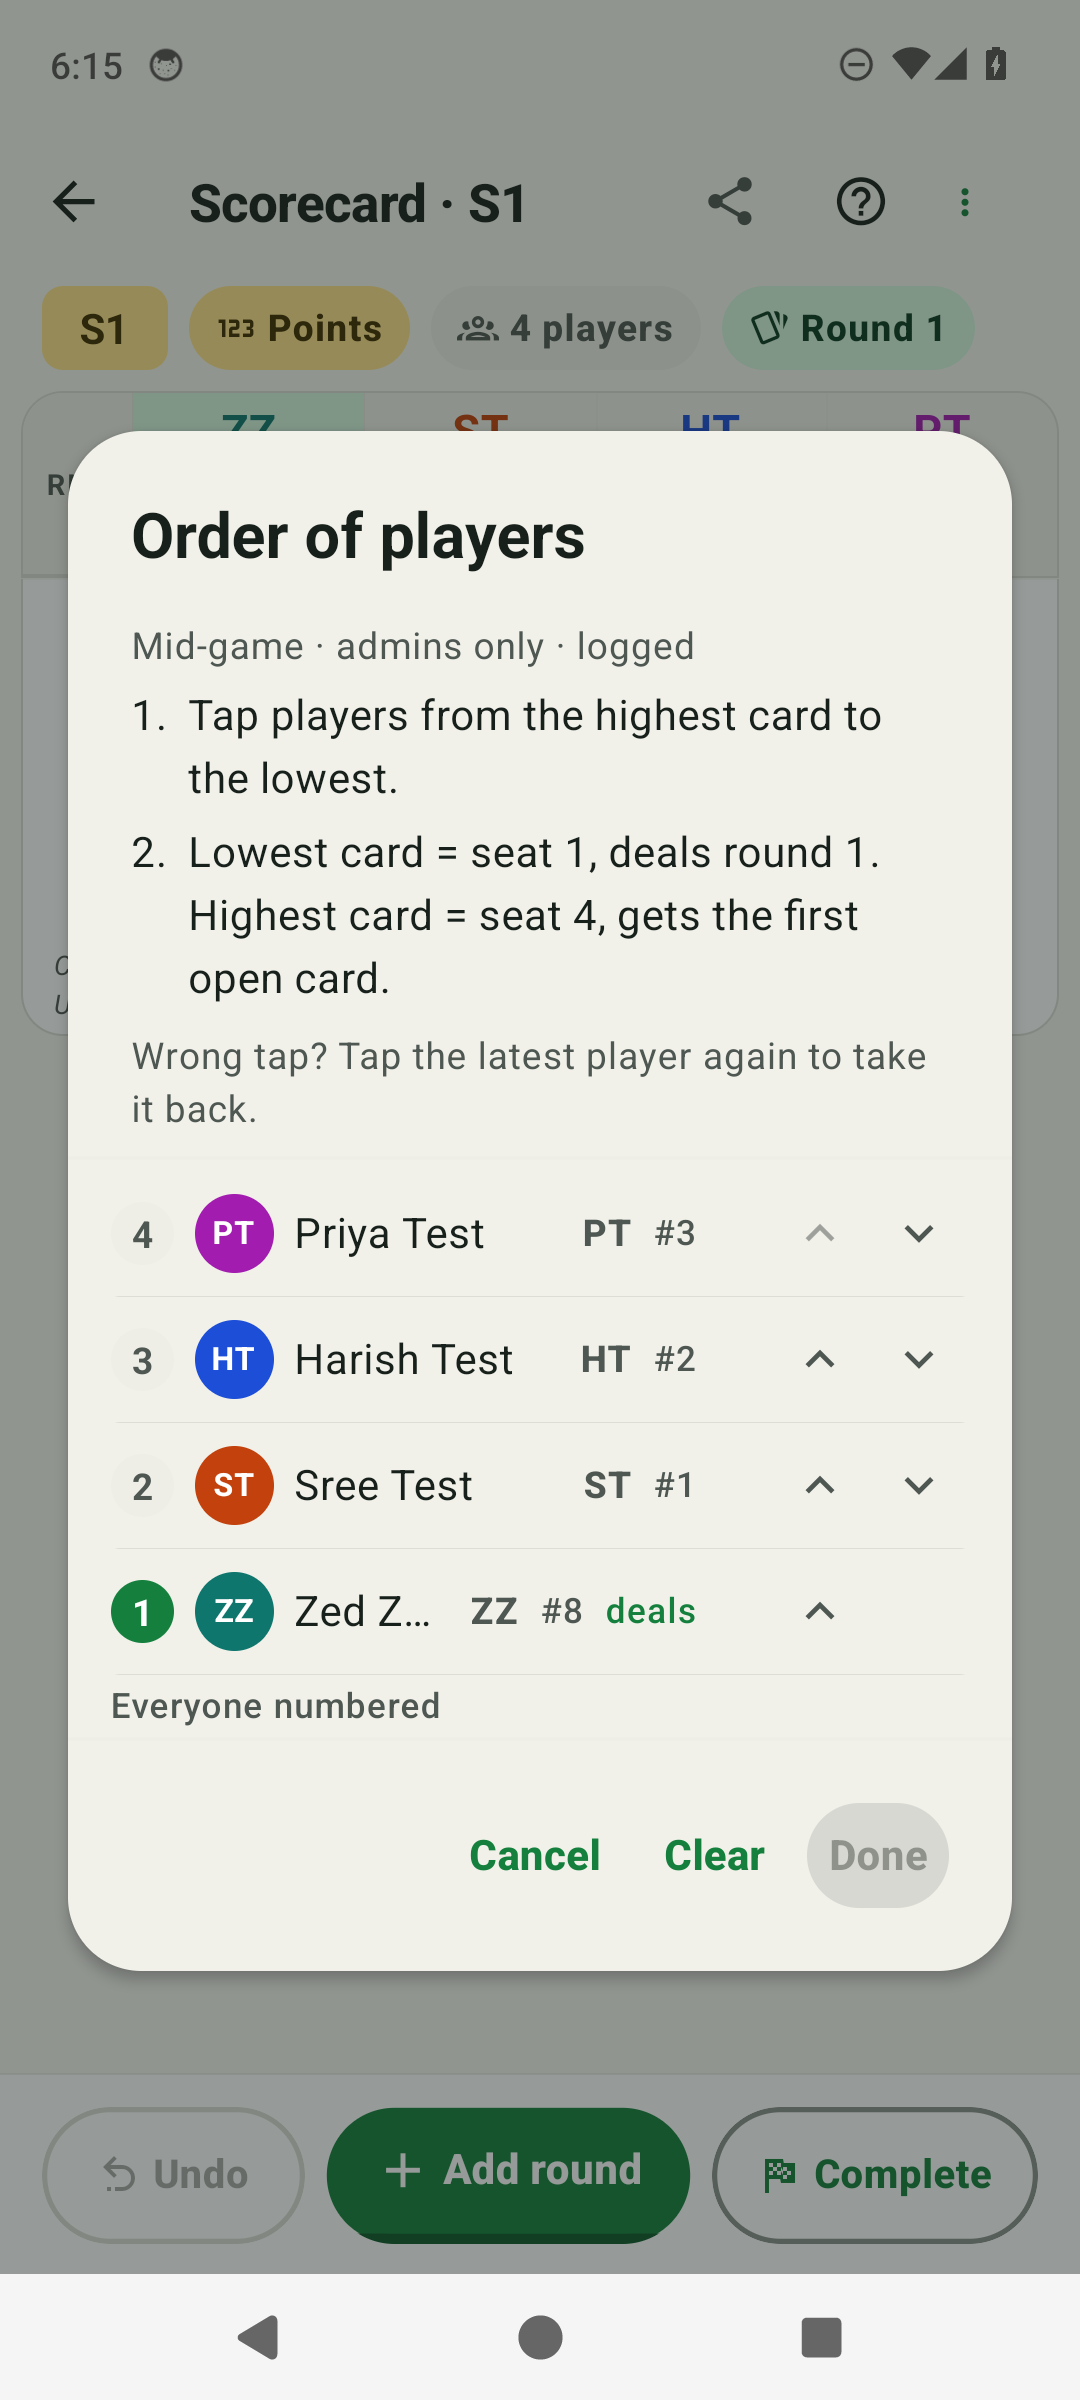 6:15
Scorecard · S1
S1
123 Points
4 players
Round 1
ZZ ST HT PT
Order of players
Mid-game · admins only · logged
1. Tap players from the highest card to
the lowest.
2. Lowest card = seat 1, deals round 1.
Highest card = seat 4, gets the first
open card.
Wrong tap? Tap the latest player again to take
it back.
4 PT Priya Test PT #3
3 HT Harish Test HT #2
2 ST Sree Test ST #1
1 ZZ Zed Z... ZZ #8 deals
Everyone numbered
Cancel Clear Done
Undo
Add round
Complete